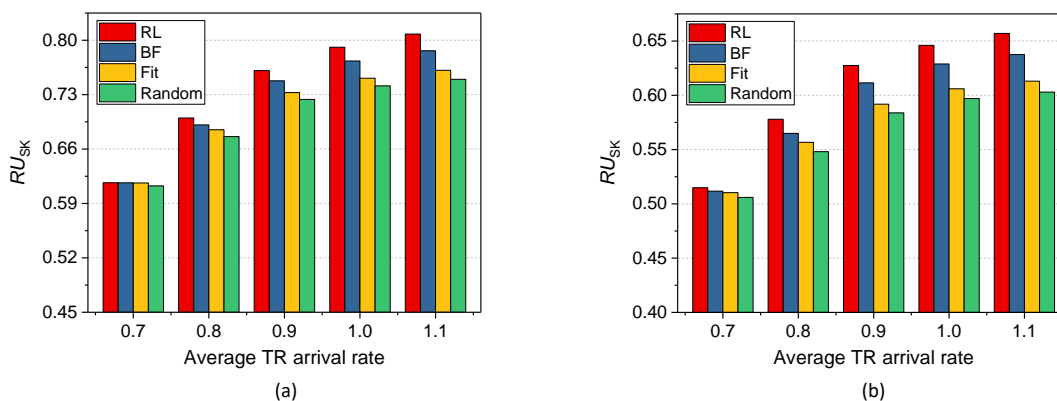 RL
BF
Fit
Random
0.80
0.73
0.66
0.59
0.52
0.45
RU_SK
0.7 0.8 0.9 1.0 1.1
Average TR arrival rate
(a)
RL
BF
Fit
Random
0.65
0.60
0.55
0.50
0.45
0.40
RU_SK
0.7 0.8 0.9 1.0 1.1
Average TR arrival rate
(b)